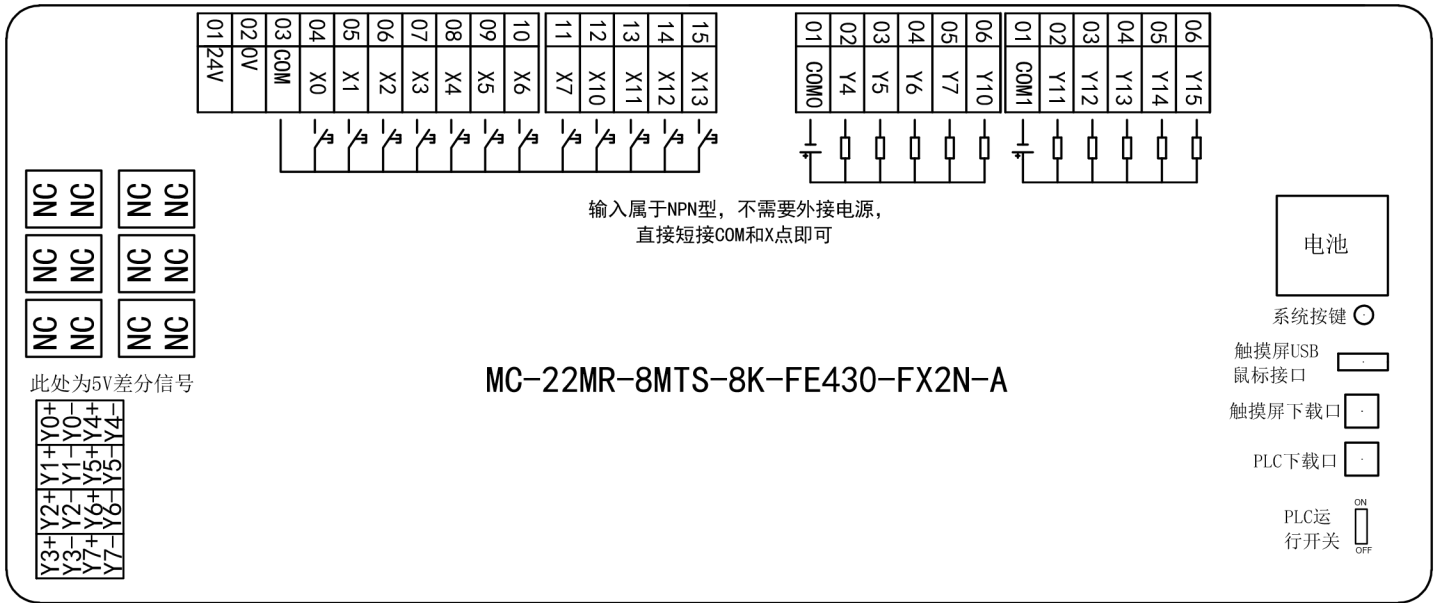 01 02 03 04 05 06 07 08 09 10
24V 0V COM X0 X1 X2 X3 X4 X5 X6
11 12 13 14 15
X7 X10 X11 X12 X13
01 02 03 04 05 06
COM0 Y4 Y5 Y6 Y7 Y10
01 02 03 04 05 06
COM1 Y11 Y12 Y13 Y14 Y15
输入属于NPN型，不需要外接电源，
直接短接COM和X点即可
NC NC NC NC
NC NC NC NC
NC NC NC NC
此处为5V差分信号
Y0+ Y0- Y4+ Y4-
Y1+ Y1- Y5+ Y5-
Y2+ Y2- Y6+ Y6-
Y3+ Y3- Y7+ Y7-
MC-22MR-8MTS-8K-FE430-FX2N-A
电池
系统按键
触摸屏USB
鼠标接口
触摸屏下载口
PLC下载口
PLC运
行开关
ON
OFF